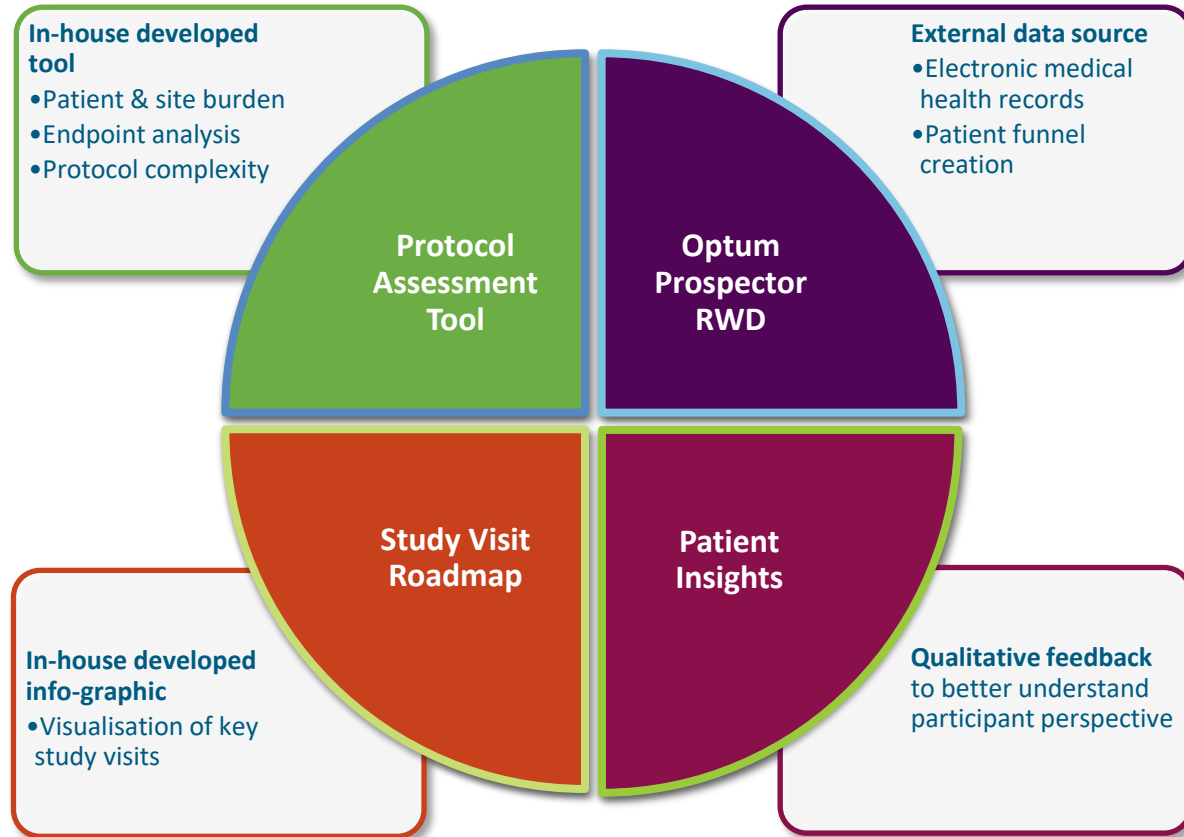 In-house developed
tool
•Patient & site burden
•Endpoint analysis
•Protocol complexity
External data source
•Electronic medical
health records
•Patient funnel
creation
Protocol
Assessment
Tool
Optum
Prospector
RWD
Study Visit
Roadmap
Patient
Insights
In-house developed
info-graphic
•Visualisation of key
study visits
Qualitative feedback
to better understand
participant perspective